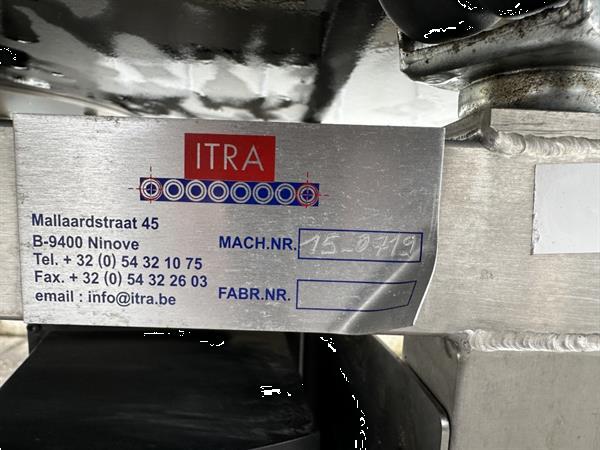 ITRA
Mallaardstraat 45
B-9400 Ninove
Tel. + 32 (0) 54 32 10 75
Fax. + 32 (0) 54 32 26 03
email : info@itra.be
MACH.NR. 15-0719
FABR.NR.